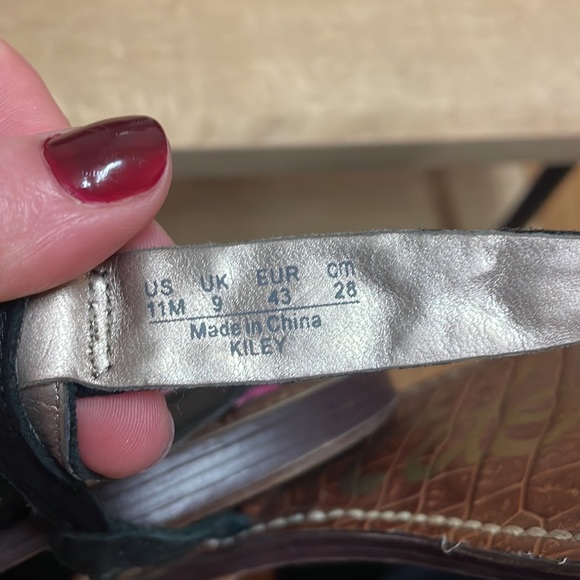 US UK EUR cm
11M 9 43 28
Made in China
KILEY